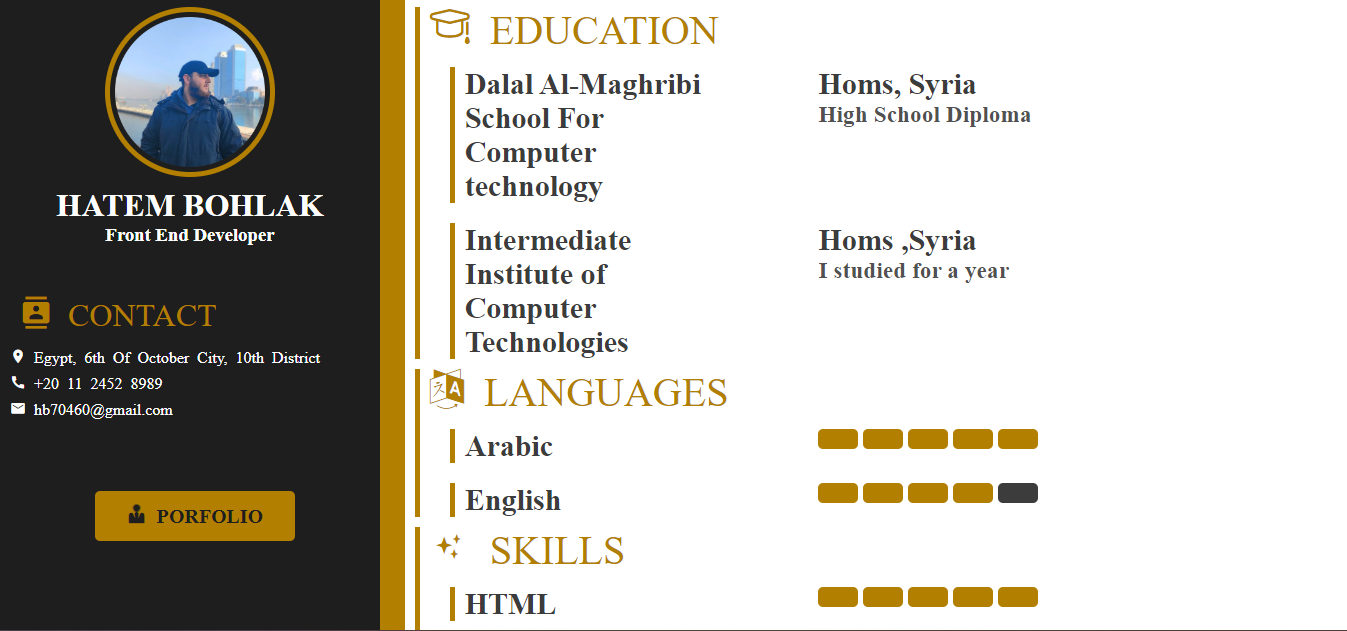 HATEM BOHLAK
Front End Developer
CONTACT
Egypt, 6th Of October City, 10th District
+20 11 2452 8989
hb70460@gmail.com
PORFOLIO
EDUCATION
Dalal Al-Maghribi
School For
Computer
technology
Homs, Syria
High School Diploma
Intermediate
Institute of
Computer
Technologies
Homs ,Syria
I studied for a year
LANGUAGES
Arabic
English
SKILLS
HTML